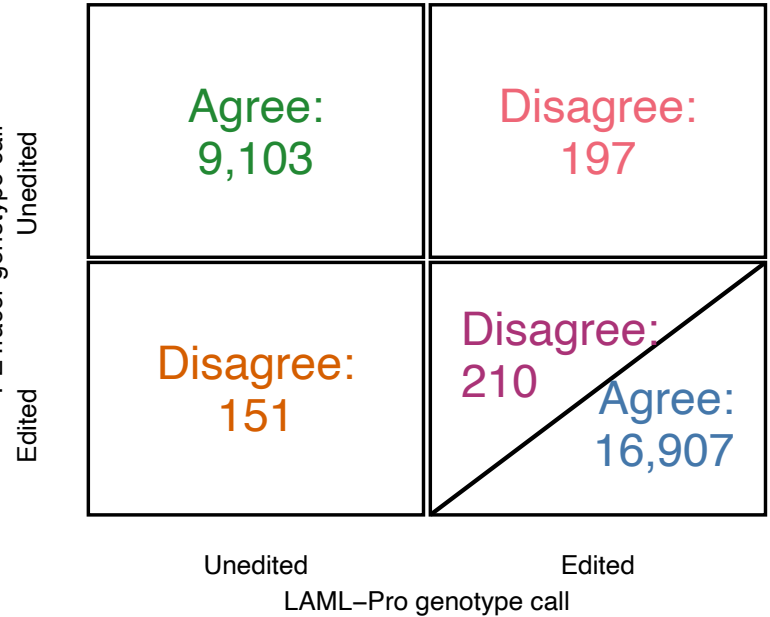 Agree:
9,103
Disagree:
197
Unedited
Disagree:
151
Disagree:
210
Agree:
16,907
Edited
Unedited
Edited
LAML−Pro genotype call